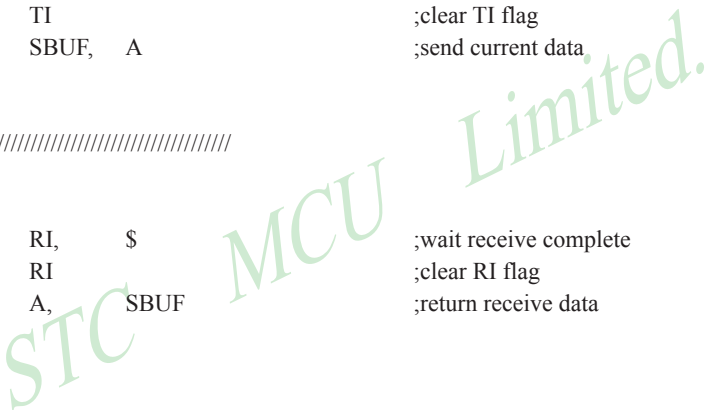 TI ;clear TI flag
SBUF, A ;send current data
///////////////////////////////////
RI, $ ;wait receive complete
RI ;clear RI flag
A, SBUF ;return receive data
STC MCU Limited.